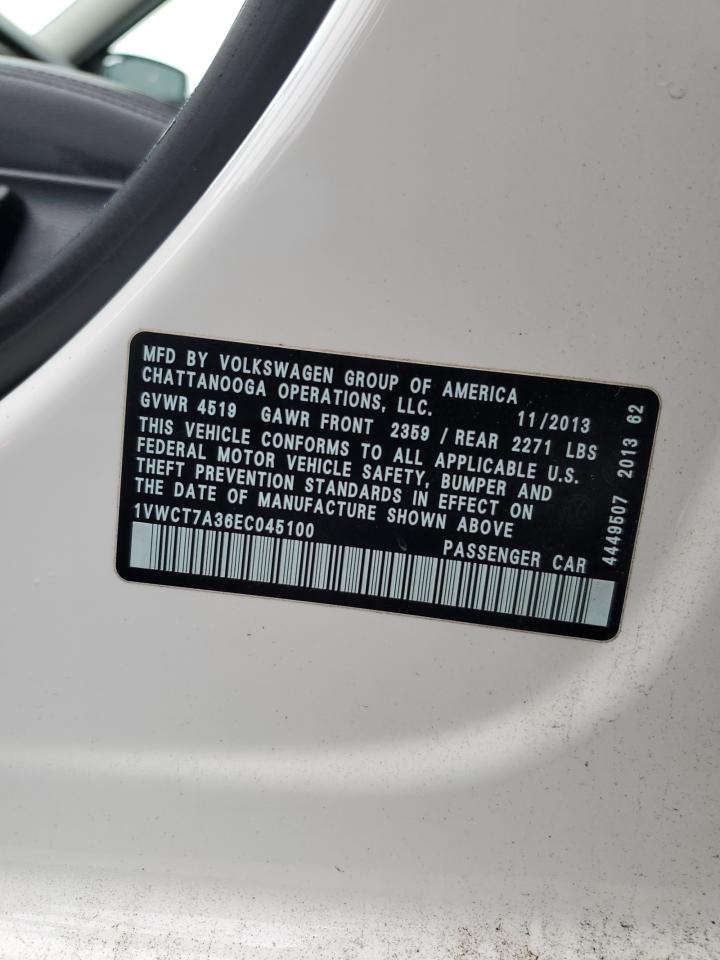 MFD BY VOLKSWAGEN GROUP OF AMERICA
CHATTANOOGA OPERATIONS, LLC. 11/2013
GVWR 4519 GAWR FRONT 2359 / REAR 2271 LBS
THIS VEHICLE CONFORMS TO ALL APPLICABLE U.S.
FEDERAL MOTOR VEHICLE SAFETY, BUMPER AND
THEFT PREVENTION STANDARDS IN EFFECT ON
THE DATE OF MANUFACTURE SHOWN ABOVE
1VWCT7A36EC045100 PASSENGER CAR
4449507 2013 62